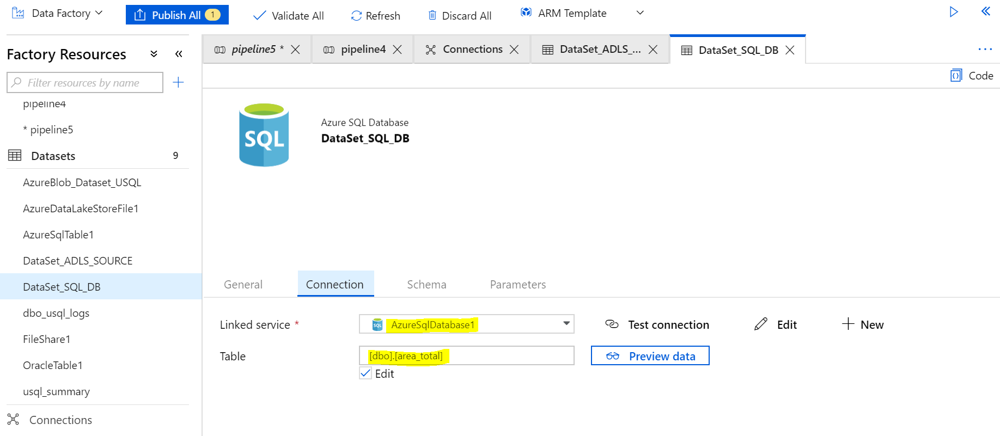 Data Factory
Publish All 1
Validate All
Refresh
Discard All
ARM Template
Factory Resources
Filter resources by name
pipeline4
* pipeline5
Datasets 9
AzureBlob_Dataset_USQL
AzureDataLakeStoreFile1
AzureSqlTable1
DataSet_ADLS_SOURCE
DataSet_SQL_DB
dbo_usql_logs
FileShare1
OracleTable1
usql_summary
Connections
pipeline5 *
pipeline4
Connections
DataSet_ADLS_...
DataSet_SQL_DB
Code
SQL
Azure SQL Database
DataSet_SQL_DB
General
Connection
Schema
Parameters
Linked service *
SQL AzureSqlDatabase1
Test connection
Edit
New
Table
[dbo].[area_total]
Preview data
Edit